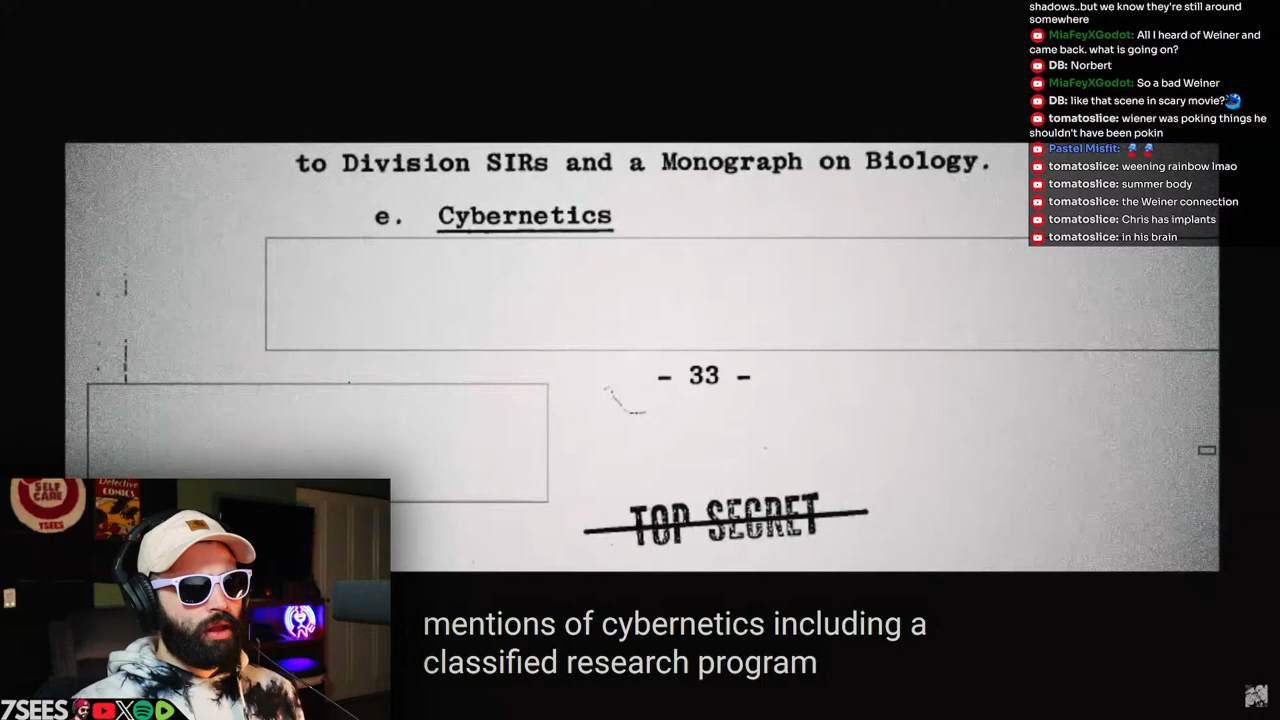 shadows..but we know they're still around
somewhere
MiaFeyXGodot: All I heard of Weiner and
came back. what is going on?
DB: Norbert
MiaFeyXGodot: So a bad Weiner
DB: like that scene in scary movie?
tomatoslice: wiener was poking things he
shouldn't have been pokin
Pastel Misfit:
tomatoslice: weening rainbow lmao
tomatoslice: summer body
tomatoslice: the Weiner connection
tomatoslice: Chris has implants
tomatoslice: in his brain
to Division SIRs and a Monograph on Biology.
e. Cybernetics
- 33 -
TOP SECRET
SELF
CARE
7SEES
Detective
COMICS
mentions of cybernetics including a
classified research program
7SEES